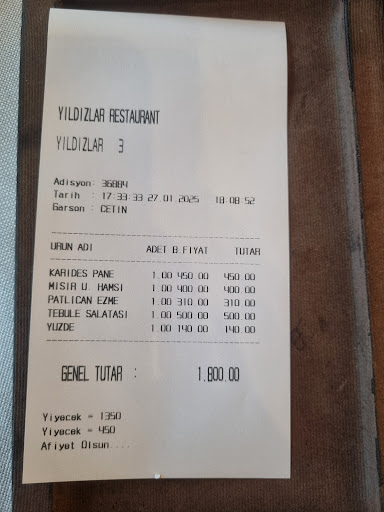 YILDIZLAR RESTAURANT
YILDIZLAR 3
Adisyon: 36884
Tarih : 17:33:33 27.01.2025 18:08:52
Garson : CETIN
URUN ADI ADET B.FIYAT TUTAR
KARIDES PANE 1.00 450.00 450.00
MISIR U. HAMSI 1.00 400.00 400.00
PATLICAN EZME 1.00 310.00 310.00
TEBULE SALATASI 1.00 500.00 500.00
YUZDE 1.00 140.00 140.00
GENEL TUTAR : 1.800.00
Yiyecek = 1350
Yiyecek = 450
Afiyet Olsun....